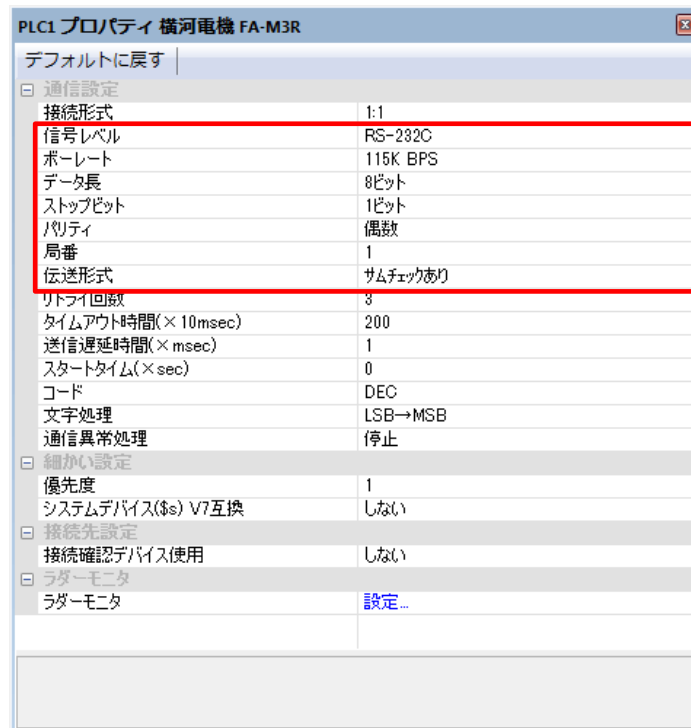 PLC1 プロパティ 横河電機 FA-M3R
デフォルトに戻す
通信設定
接続形式 1:1
信号レベル RS-232C
ボーレート 115K BPS
データ長 8ビット
ストップビット 1ビット
パリティ 偶数
局番 1
伝送形式 サムチェックあり
リトライ回数 3
タイムアウト時間(×10msec) 200
送信遅延時間(×msec) 1
スタートタイム(×sec) 0
コード DEC
文字処理 LSB→MSB
通信異常処理 停止
細かい設定
優先度 1
システムデバイス($s) V7互換 しない
接続先設定
接続確認デバイス使用 しない
ラダーモニタ
ラダーモニタ 設定...